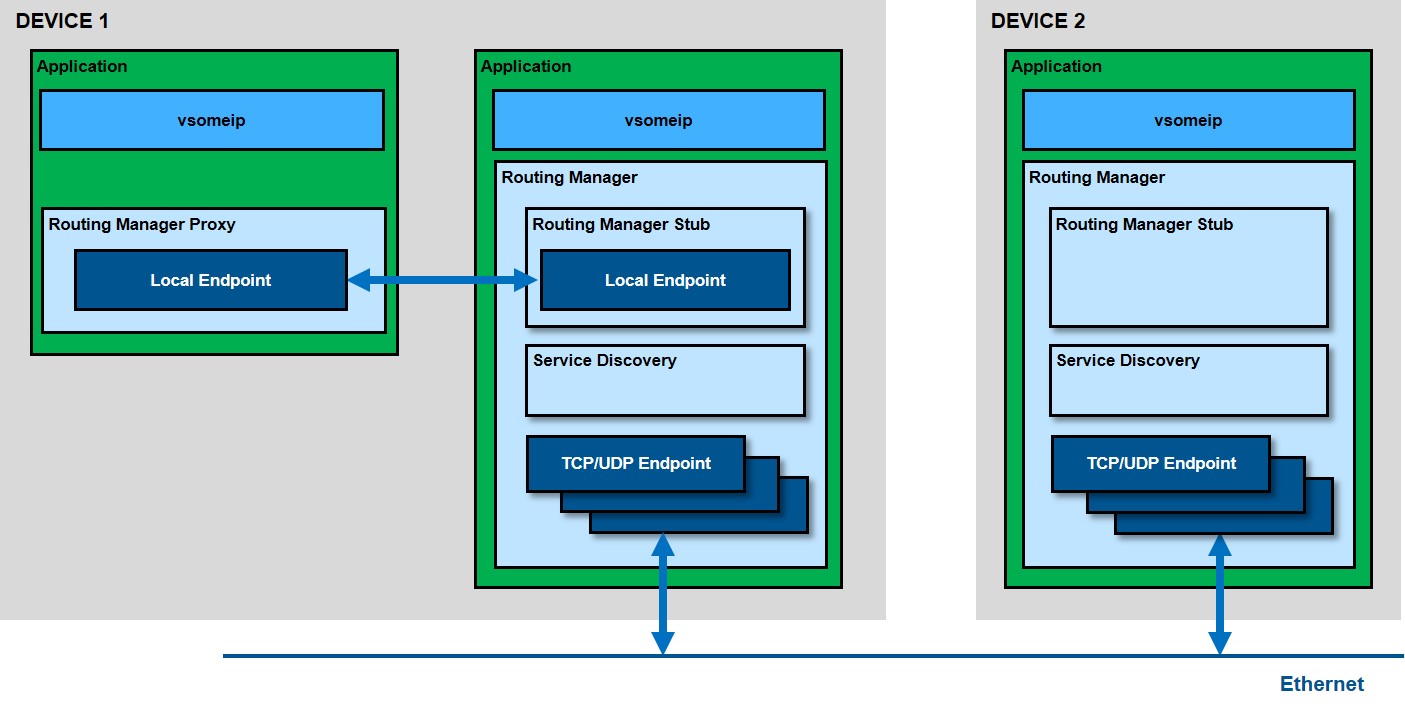 DEVICE 1
Application
vsomeip
Routing Manager Proxy
Local Endpoint
Application
vsomeip
Routing Manager
Routing Manager Stub
Local Endpoint
Service Discovery
TCP/UDP Endpoint
DEVICE 2
Application
vsomeip
Routing Manager
Routing Manager Stub
Service Discovery
TCP/UDP Endpoint
Ethernet